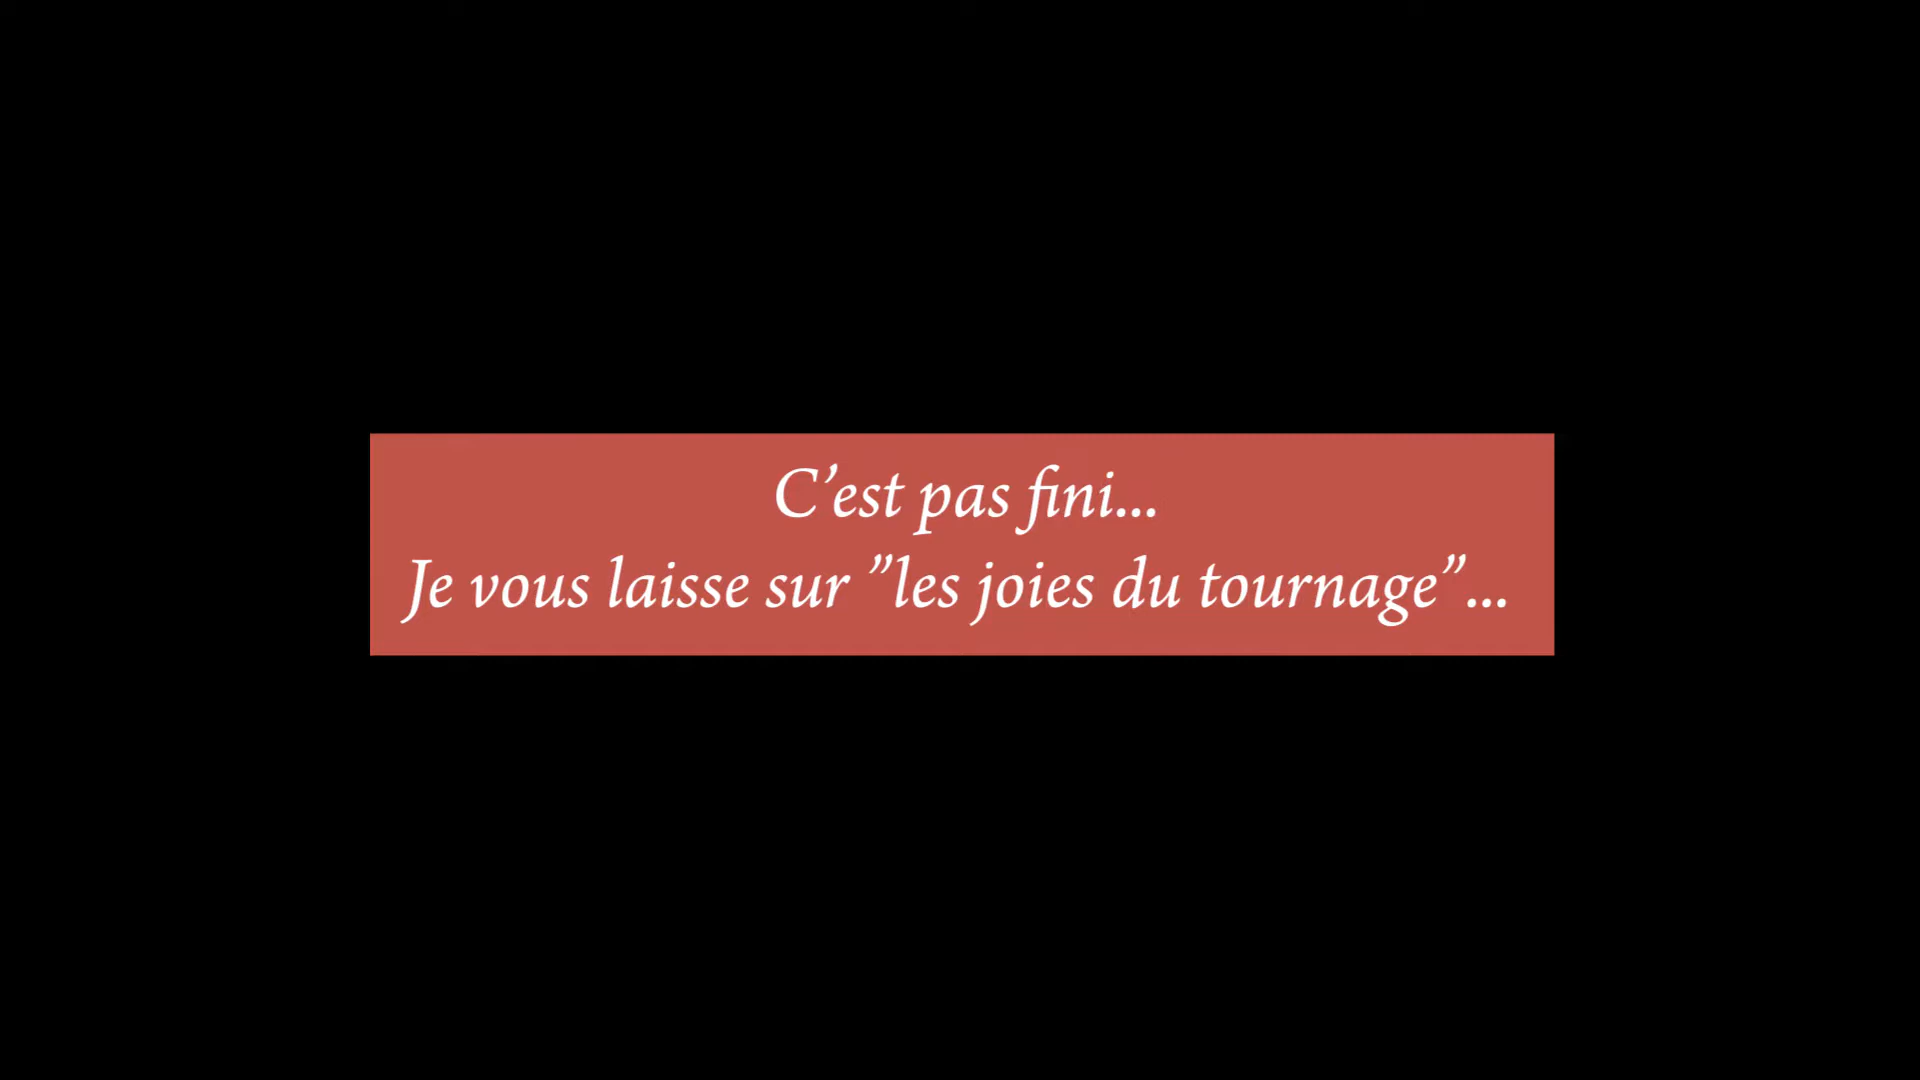 C’est pas fini...
Je vous laisse sur ”les joies du tournage”...